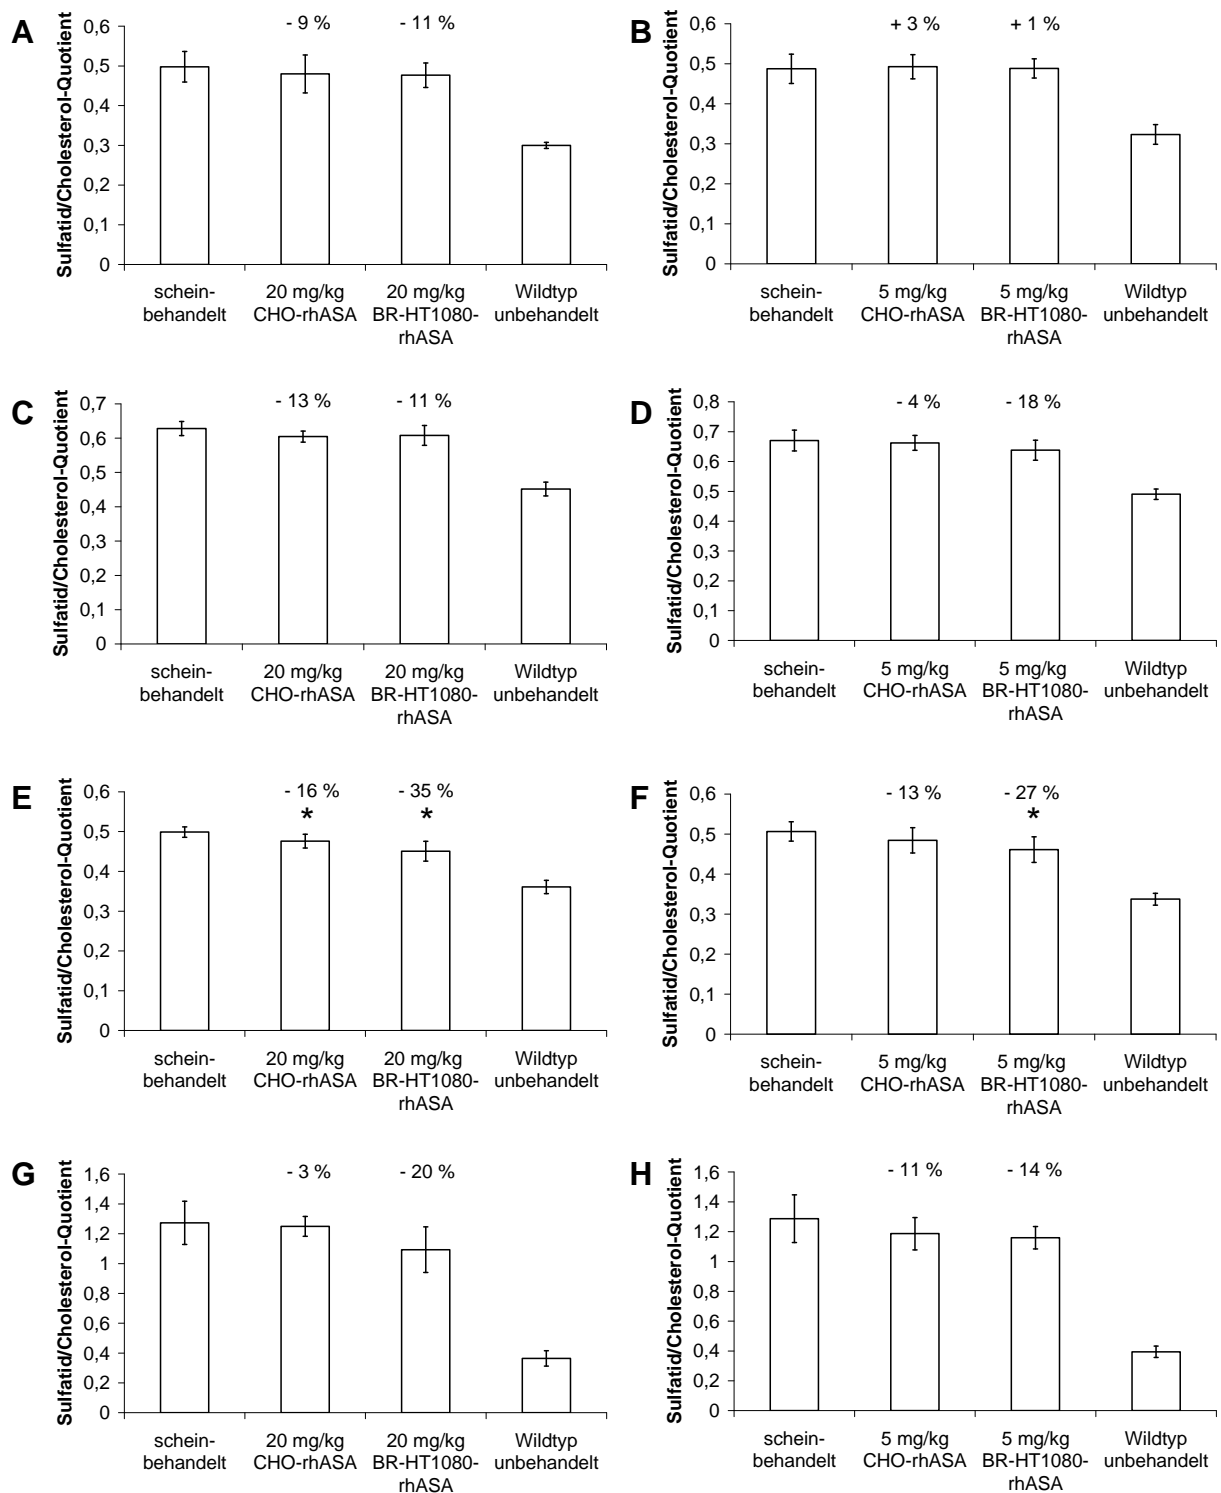 A
Sulfatid/Cholesterol-Quotient
0,6
0,5
0,4
0,3
0,2
0,1
0
- 9 %
- 11 %
schein-
behandelt
20 mg/kg
CHO-rhASA
20 mg/kg
BR-HT1080-
rhASA
Wildtyp
unbehandelt
B
Sulfatid/Cholesterol-Quotient
0,6
0,5
0,4
0,3
0,2
0,1
0
+ 3 %
+ 1 %
schein-
behandelt
5 mg/kg
CHO-rhASA
5 mg/kg
BR-HT1080-
rhASA
Wildtyp
unbehandelt
C
Sulfatid/Cholesterol-Quotient
0,7
0,6
0,5
0,4
0,3
0,2
0,1
0
- 13 %
- 11 %
schein-
behandelt
20 mg/kg
CHO-rhASA
20 mg/kg
BR-HT1080-
rhASA
Wildtyp
unbehandelt
D
Sulfatid/Cholesterol-Quotient
0,8
0,7
0,6
0,5
0,4
0,3
0,2
0,1
0
- 4 %
- 18 %
schein-
behandelt
5 mg/kg
CHO-rhASA
5 mg/kg
BR-HT1080-
rhASA
Wildtyp
unbehandelt
E
Sulfatid/Cholesterol-Quotient
0,6
0,5
0,4
0,3
0,2
0,1
0
- 16 %
*
- 35 %
*
schein-
behandelt
20 mg/kg
CHO-rhASA
20 mg/kg
BR-HT1080-
rhASA
Wildtyp
unbehandelt
F
Sulfatid/Cholesterol-Quotient
0,6
0,5
0,4
0,3
0,2
0,1
0
- 13 %
- 27 %
*
schein-
behandelt
5 mg/kg
CHO-rhASA
5 mg/kg
BR-HT1080-
rhASA
Wildtyp
unbehandelt
G
Sulfatid/Cholesterol-Quotient
1,6
1,4
1,2
1
0,8
0,6
0,4
0,2
0
- 3 %
- 20 %
schein-
behandelt
20 mg/kg
CHO-rhASA
20 mg/kg
BR-HT1080-
rhASA
Wildtyp
unbehandelt
H
Sulfatid/Cholesterol-Quotient
1,6
1,4
1,2
1
0,8
0,6
0,4
0,2
0
- 11 %
- 14 %
schein-
behandelt
5 mg/kg
CHO-rhASA
5 mg/kg
BR-HT1080-
rhASA
Wildtyp
unbehandelt